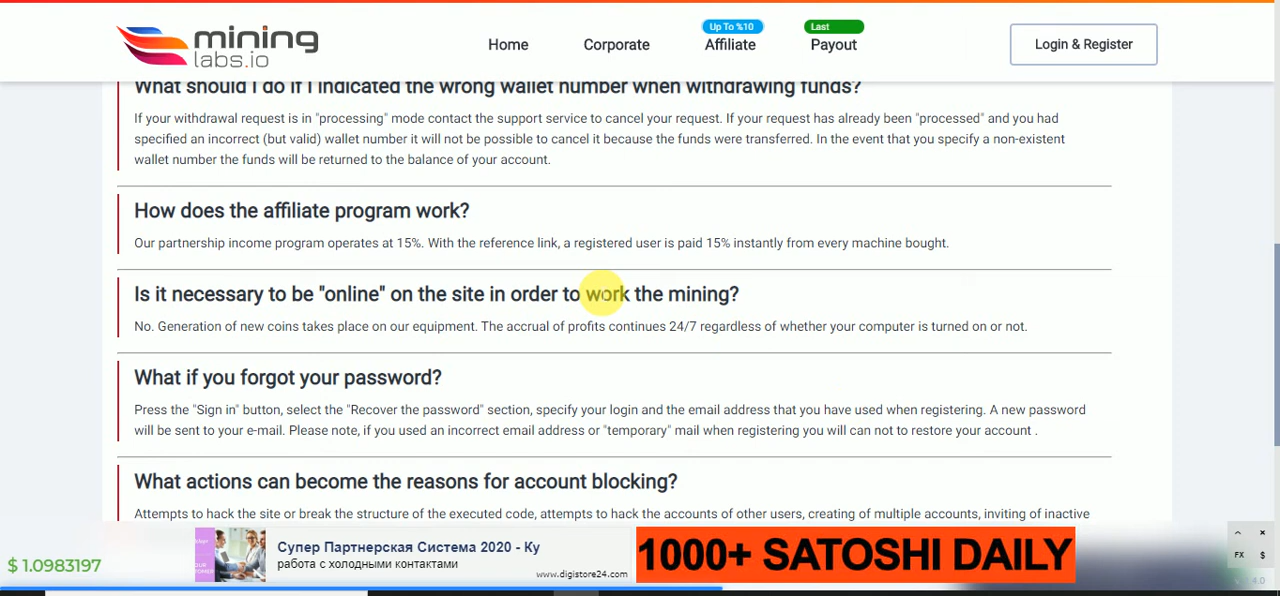 mining
labs.io
Home
Corporate
Up To %10
Affiliate
Last
Payout
Login & Register
What should I do if I indicated the wrong wallet number when withdrawing funds?
If your withdrawal request is in "processing" mode contact the support service to cancel your request. If your request has already been "processed" and you had
specified an incorrect (but valid) wallet number it will not be possible to cancel it because the funds were transferred. In the event that you specify a non-existent
wallet number the funds will be returned to the balance of your account.
How does the affiliate program work?
Our partnership income program operates at 15%. With the reference link, a registered user is paid 15% instantly from every machine bought.
Is it necessary to be "online" on the site in order to work the mining?
No. Generation of new coins takes place on our equipment. The accrual of profits continues 24/7 regardless of whether your computer is turned on or not.
What if you forgot your password?
Press the "Sign in" button, select the "Recover the password" section, specify your login and the email address that you have used when registering. A new password
will be sent to your e-mail. Please note, if you used an incorrect email address or "temporary" mail when registering you will can not to restore your account .
What actions can become the reasons for account blocking?
Attempts to hack the site or break the structure of the executed code, attempts to hack the accounts of other users, creating of multiple accounts, inviting of inactive
$ 1.0983197
Супер Партнерская Система 2020 - Ку
работа с холодными контактами
www.digistore24.com
1000+ SATOSHI DAILY
FX
$